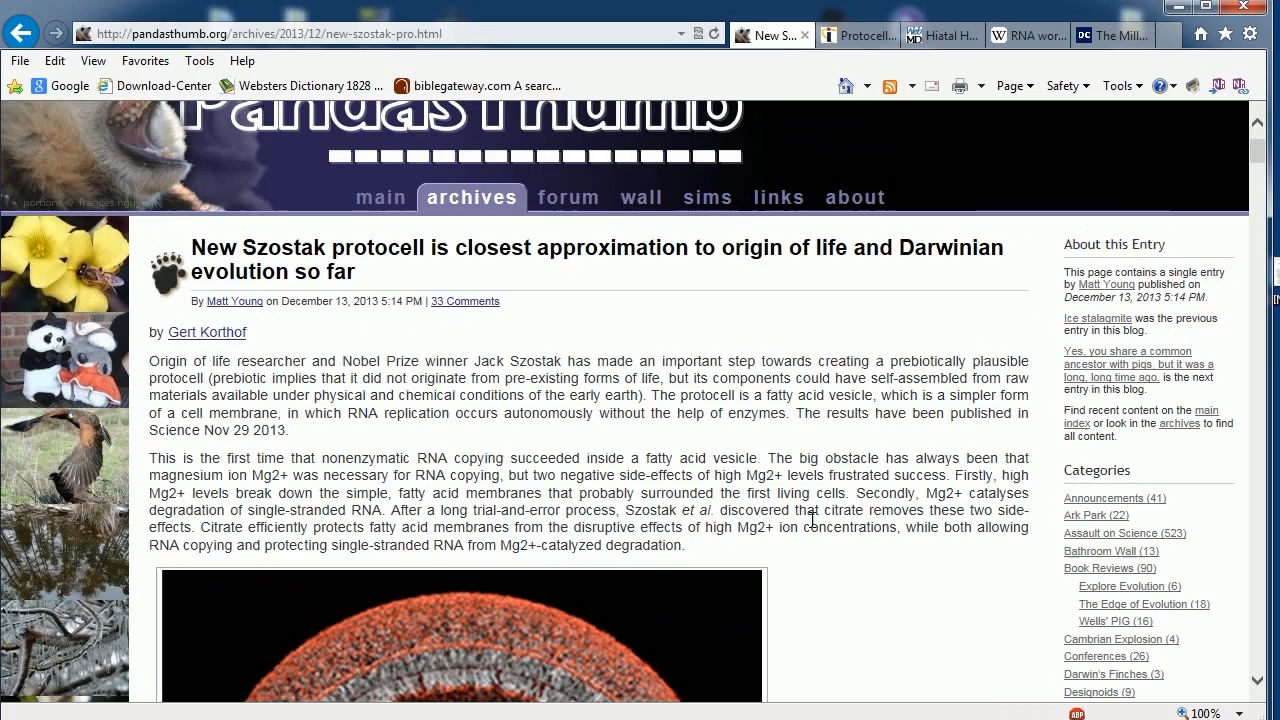 http://pandasthumb.org/archives/2013/12/new-szostak-pro.html
New S...
Protocell...
Hiatal H...
RNA wor...
The Mill...
File Edit View Favorites Tools Help
Google
Download-Center
Websters Dictionary 1828 ...
biblegateway.com A searc...
Page
Safety
Tools
PandasThumb
portions © frances nguyen
main archives forum wall sims links about
New Szostak protocell is closest approximation to origin of life and Darwinian
evolution so far
By Matt Young on December 13, 2013 5:14 PM | 33 Comments
by Gert Korthof
Origin of life researcher and Nobel Prize winner Jack Szostak has made an important step towards creating a prebiotically plausible
protocell (prebiotic implies that it did not originate from pre-existing forms of life, but its components could have self-assembled from raw
materials available under physical and chemical conditions of the early earth). The protocell is a fatty acid vesicle, which is a simpler form
of a cell membrane, in which RNA replication occurs autonomously without the help of enzymes. The results have been published in
Science Nov 29 2013.
This is the first time that nonenzymatic RNA copying succeeded inside a fatty acid vesicle. The big obstacle has always been that
magnesium ion Mg2+ was necessary for RNA copying, but two negative side-effects of high Mg2+ levels frustrated success. Firstly, high
Mg2+ levels break down the simple, fatty acid membranes that probably surrounded the first living cells. Secondly, Mg2+ catalyses
degradation of single-stranded RNA. After a long trial-and-error process, Szostak et al. discovered that citrate removes these two side-
effects. Citrate efficiently protects fatty acid membranes from the disruptive effects of high Mg2+ ion concentrations, while both allowing
RNA copying and protecting single-stranded RNA from Mg2+-catalyzed degradation.
About this Entry
This page contains a single entry
by Matt Young published on
December 13, 2013 5:14 PM.
Ice stalagmite was the previous
entry in this blog.
Yes, you share a common
ancestor with pigs, but it was a
long, long time ago. is the next
entry in this blog.
Find recent content on the main
index or look in the archives to find
all content.
Categories
Announcements (41)
Ark Park (22)
Assault on Science (523)
Bathroom Wall (13)
Book Reviews (90)
Explore Evolution (6)
The Edge of Evolution (18)
Wells' PIG (16)
Cambrian Explosion (4)
Conferences (26)
Darwin's Finches (3)
Designoids (9)
ABP
100%